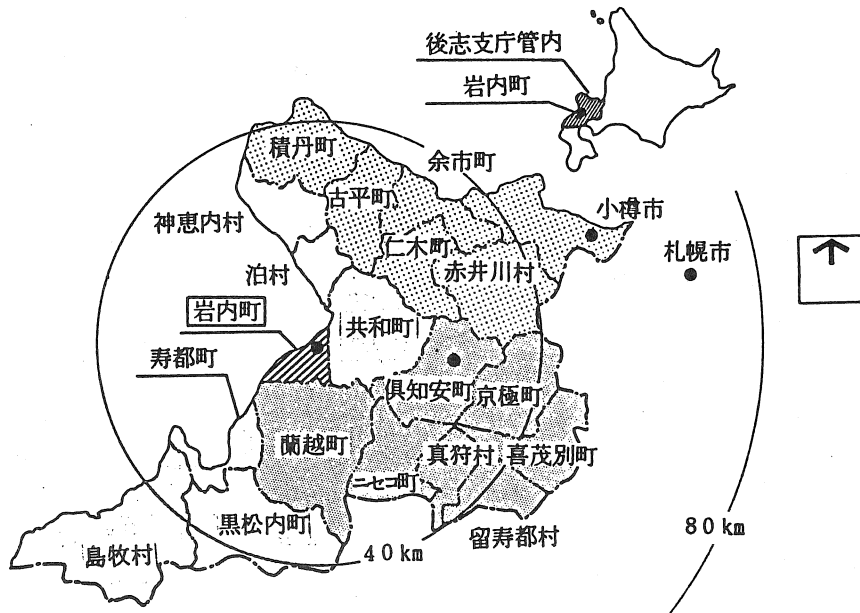 後志支庁管内
岩内町
積丹町
余市町
古平町
神恵内村
小樽市
仁木町
札幌市
赤井川村
泊村
岩内町
共和町
寿都町
倶知安町
京極町
蘭越町
真狩村
喜茂別町
ニセコ町
黒松内町
留寿都村
80km
40km
島牧村